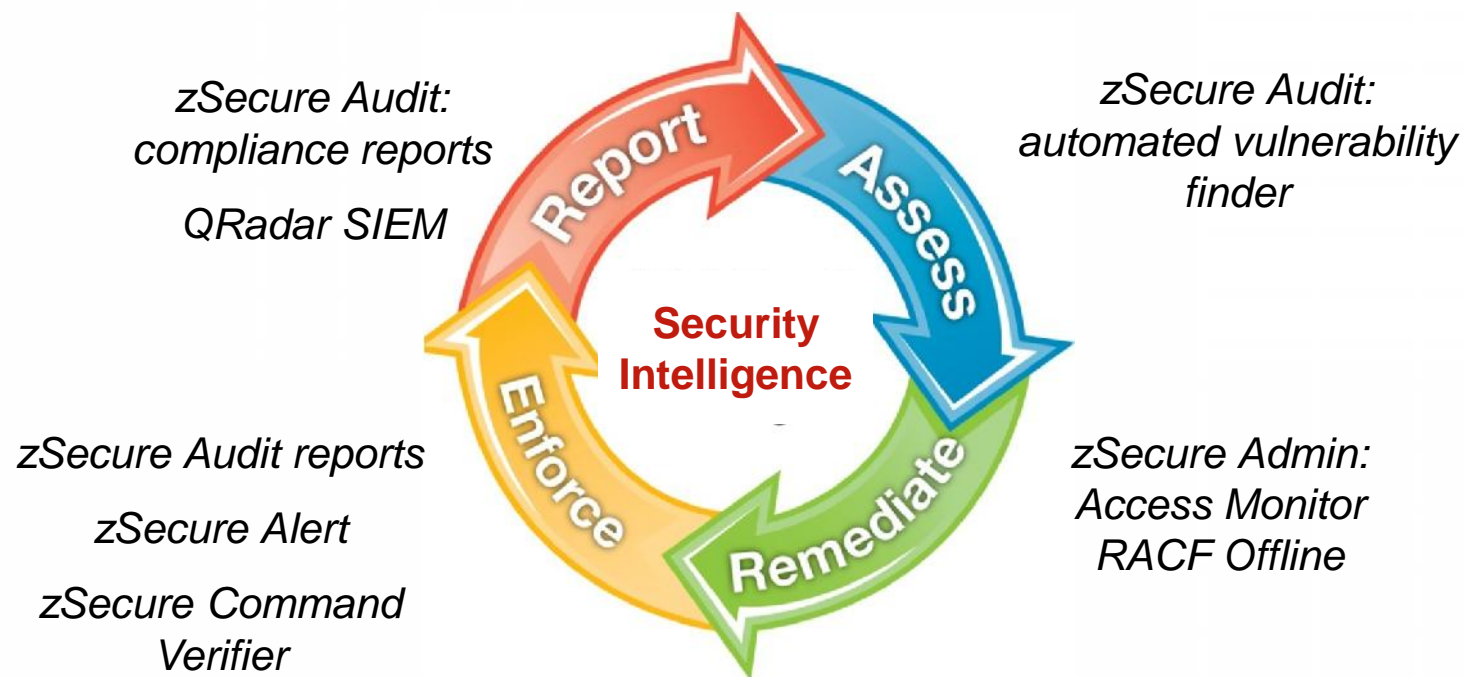 zSecure Audit:
compliance reports
QRadar SIEM
Report
Assess
zSecure Audit:
automated vulnerability
finder
Security
Intelligence
Enforce
Remediate
zSecure Audit reports
zSecure Alert
zSecure Command
Verifier
zSecure Admin:
Access Monitor
RACF Offline